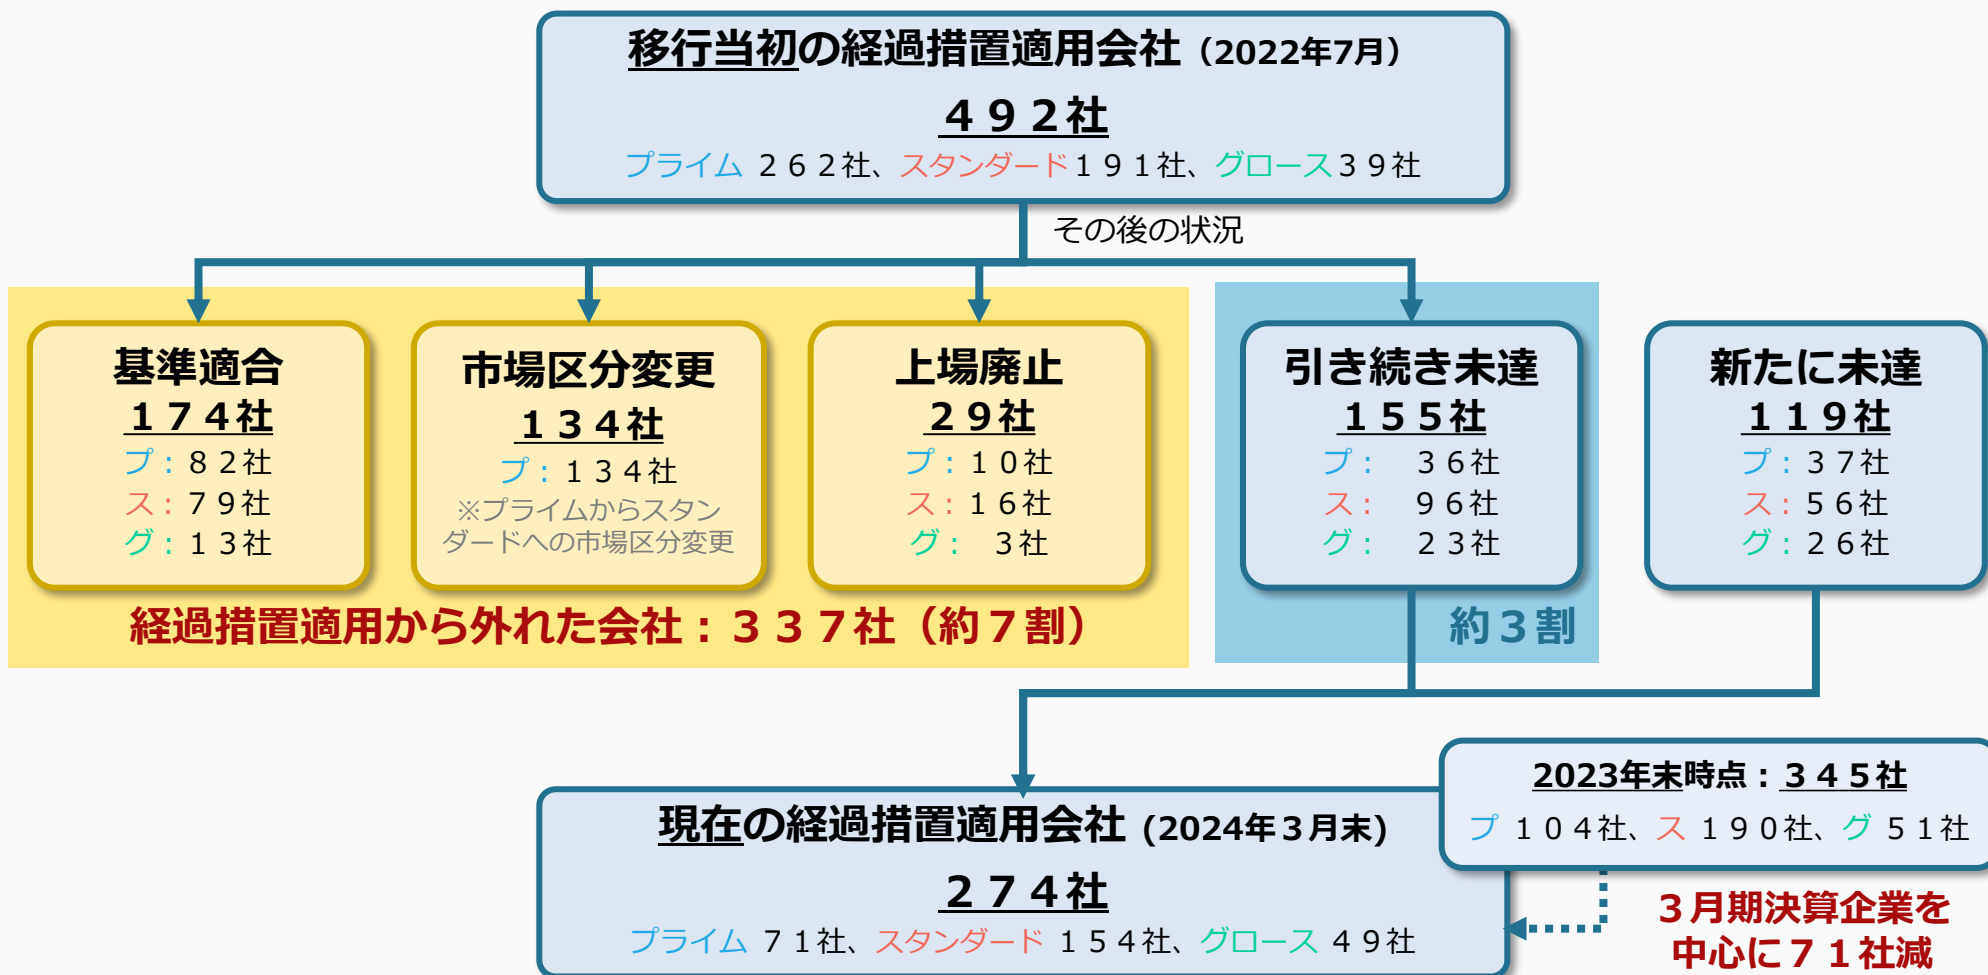 移行当初の経過措置適用会社（2022年7月）
４９２社
プライム ２６２社、スタンダード１９１社、グロース３９社
その後の状況
基準適合
１７４社
プ：８２社
ス：７９社
グ：１３社
市場区分変更
１３４社
プ：１３４社
※プライムからスタン
ダードへの市場区分変更
上場廃止
２９社
プ：１０社
ス：１６社
グ：　３社
引き続き未達
１５５社
プ：　３６社
ス：　９６社
グ：　２３社
新たに未達
１１９社
プ：３７社
ス：５６社
グ：２６社
経過措置適用から外れた会社：３３７社（約７割）
約３割
2023年末時点：３４５社
プ １０４社、ス １９０社、グ ５１社
現在の経過措置適用会社 (2024年３月末)
２７４社
プライム ７１社、スタンダード １５４社、グロース ４９社
３月期決算企業を
中心に７１社減